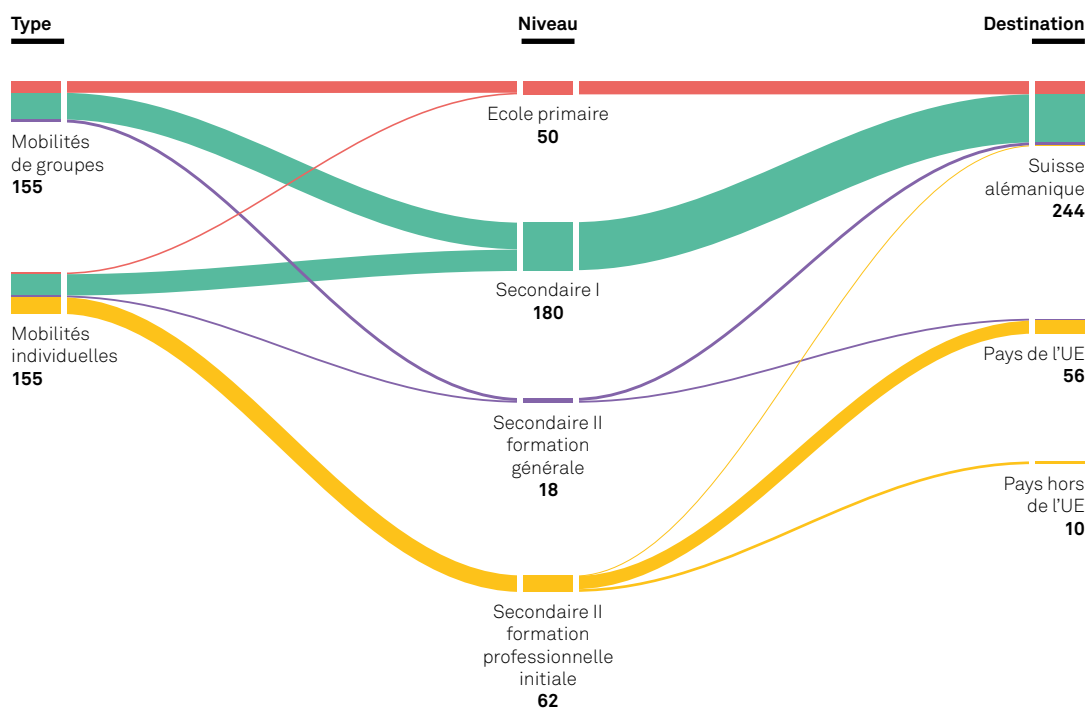 Type
Niveau
Destination
Mobilités
de groupes
155
Mobilités
individuelles
155
Ecole primaire
50
Secondaire I
180
Secondaire II
formation
générale
18
Secondaire II
formation
professionnelle
initiale
62
Suisse
alémanique
244
Pays de l’UE
56
Pays hors
de l’UE
10